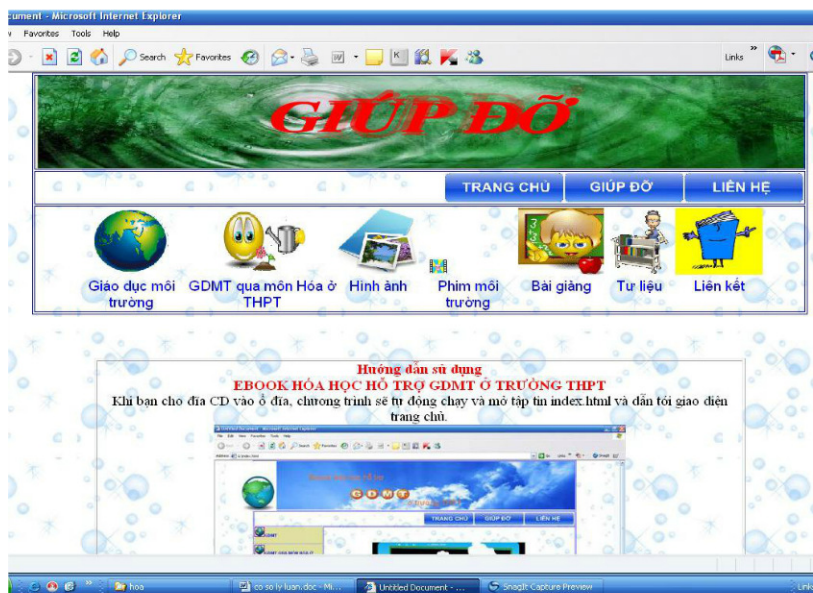 ocument - Microsoft Internet Explorer
Favorites Tools Help
Search Favorites Links
GIÚP ĐỠ
TRANG CHỦ GIÚP ĐỠ LIÊN HỆ
Giáo dục môi trường
GDMT qua môn Hóa ở THPT
Hình ảnh
Phim môi trường
Bài giảng
Tư liệu
Liên kết
Hướng dẫn sử dụng
EBOOK HÓA HỌC HỖ TRỢ GDMT Ở TRƯỜNG THPT
Khi bạn cho đĩa CD vào ổ đĩa, chương trình sẽ tự động chạy và mở tập tin index.html và dẫn tới giao diện
trang chủ.
GDMT
TRANG CHỦ GIÚP ĐỠ LIÊN HỆ
GDMT
hoa co so ly luan.doc - Mi... Untitled Document - ... SnagIt Capture Preview Link